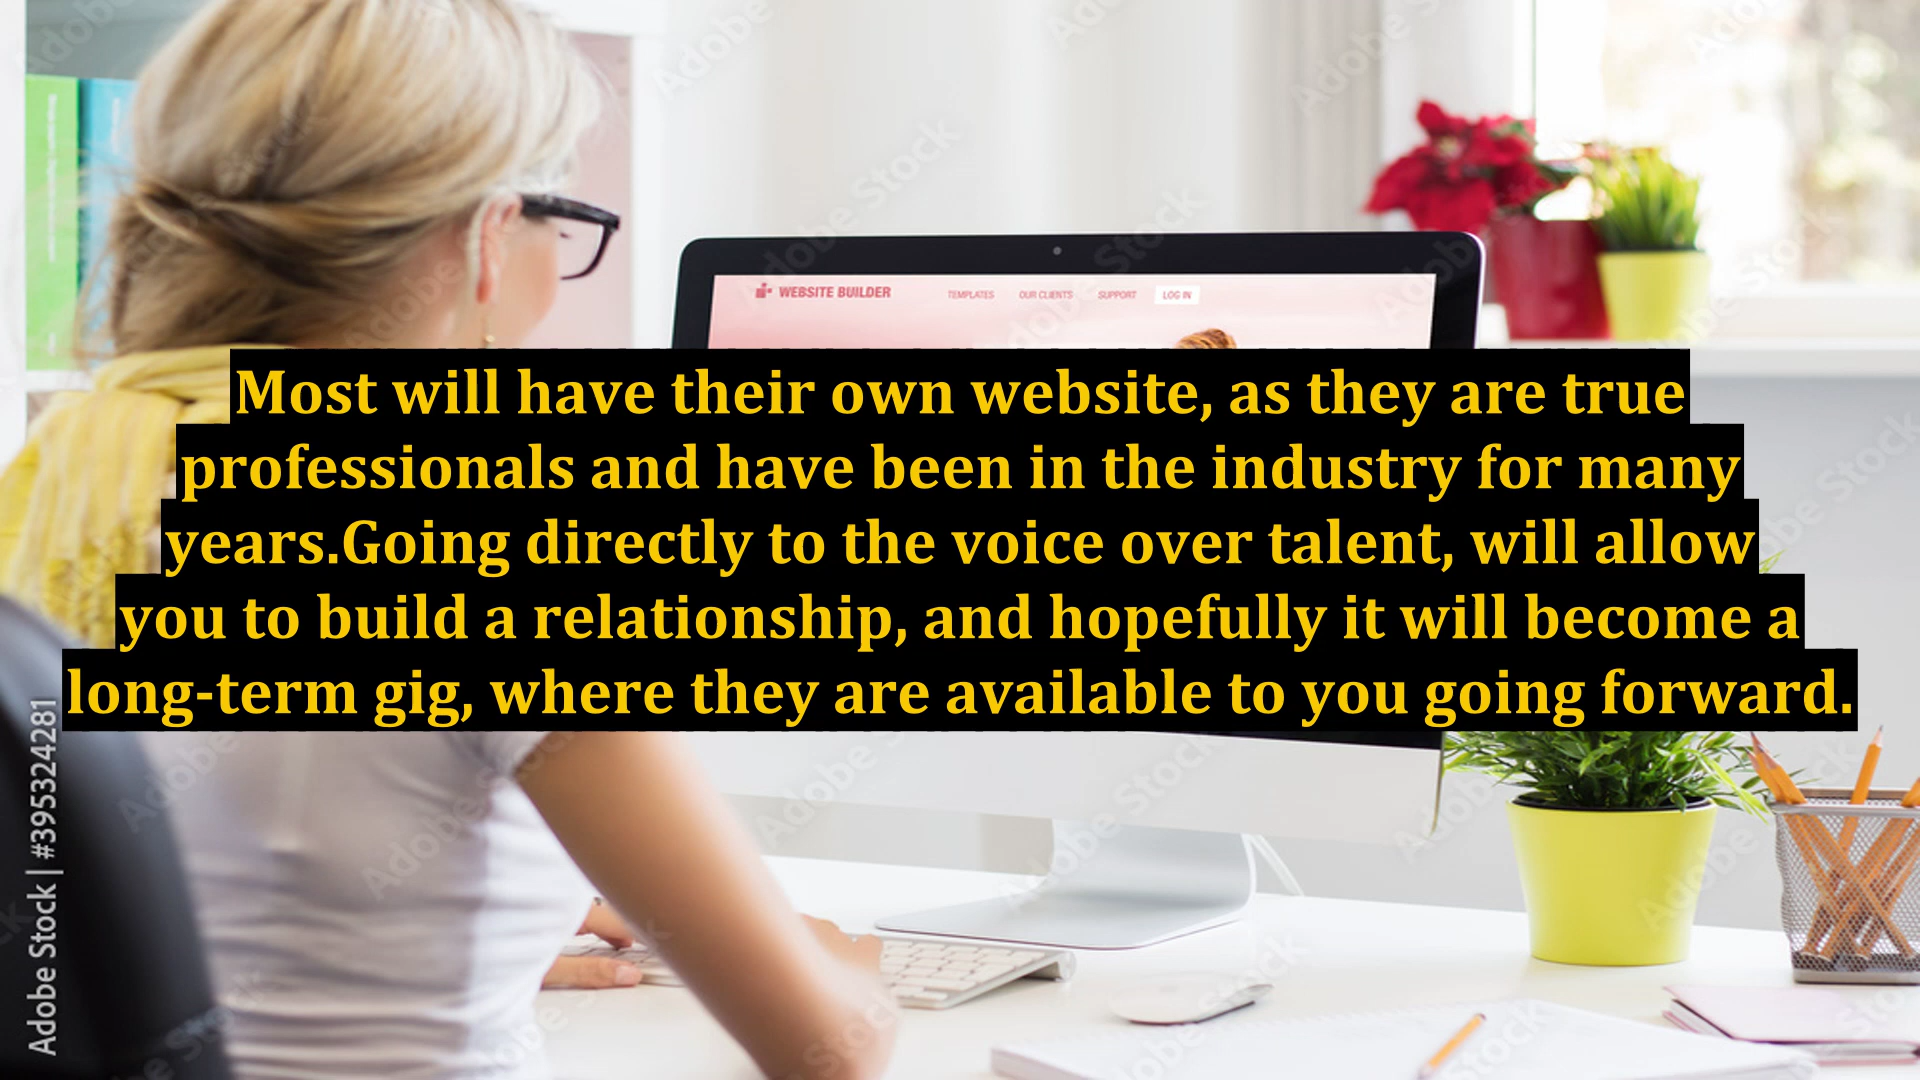 WEBSITE BUILDER
TEMPLATES
OUR CLIENTS
SUPPORT
LOG IN
Most will have their own website, as they are true
professionals and have been in the industry for many
years.Going directly to the voice over talent, will allow
you to build a relationship, and hopefully it will become a
long-term gig, where they are available to you going forward.
Adobe Stock | #395324281
Adobe Stock